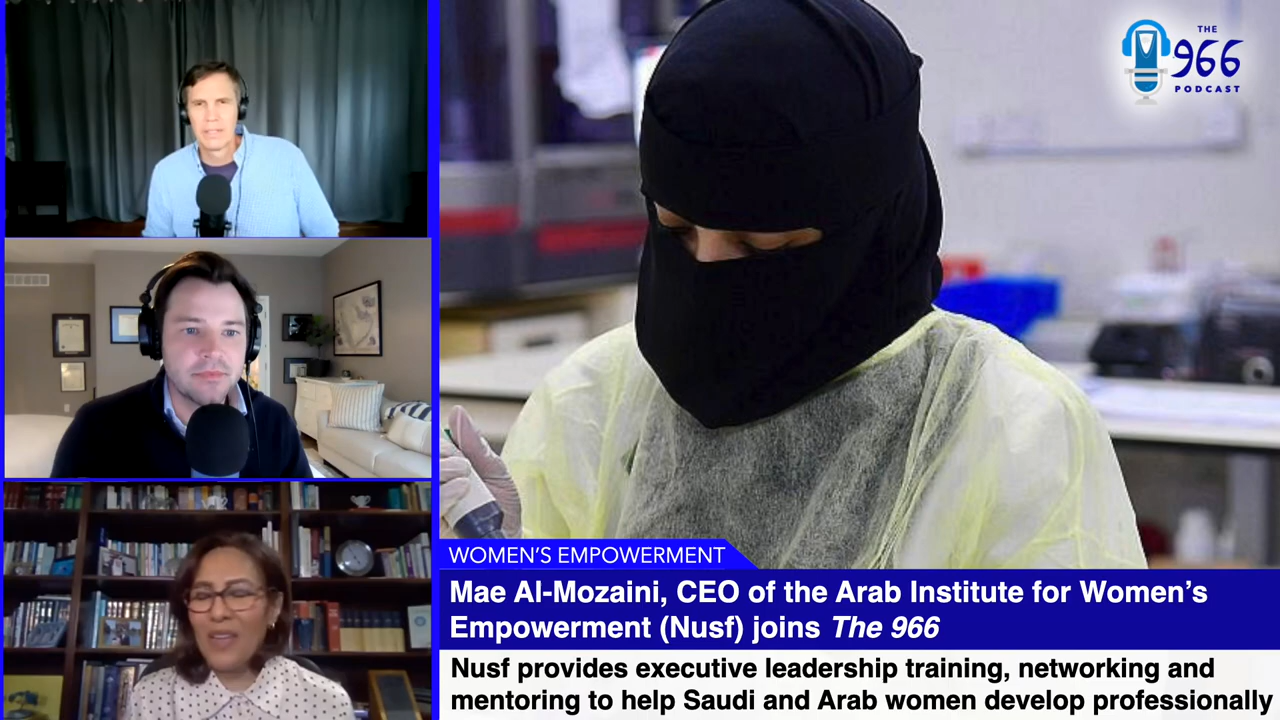 THE
966
PODCAST
WOMEN'S EMPOWERMENT
Mae Al-Mozaini, CEO of the Arab Institute for Women's
Empowerment (Nusf) joins The 966
Nusf provides executive leadership training, networking and
mentoring to help Saudi and Arab women develop professionally